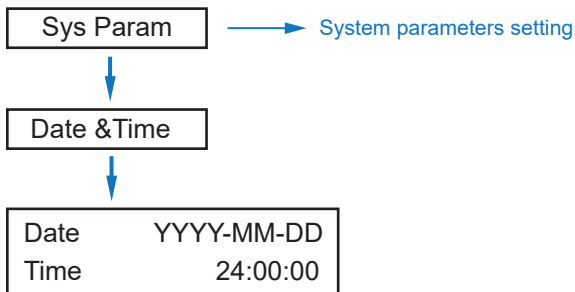 Sys Param System parameters setting
Date &Time
Date YYYY-MM-DD
Time 24:00:00